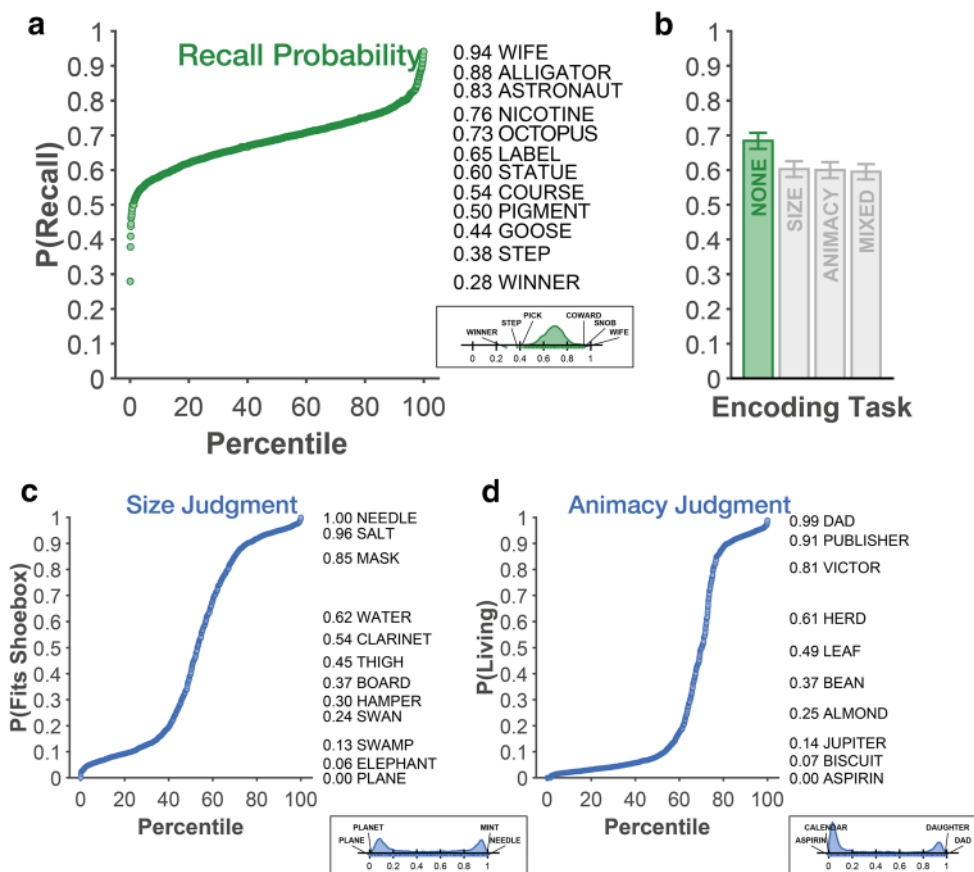 a
Recall Probability
P(Recall)
1
0.9
0.8
0.7
0.6
0.5
0.4
0.3
0.2
0.1
0
0 20 40 60 80 100
Percentile
0.94 WIFE
0.88 ALLIGATOR
0.83 ASTRONAUT
0.76 NICOTINE
0.73 OCTOPUS
0.65 LABEL
0.60 STATUE
0.54 COURSE
0.50 PIGMENT
0.44 GOOSE
0.38 STEP
0.28 WINNER
PICK COWARD
STEP SNOB
WINNER WIFE
0 0.2 0.4 0.6 0.8 1
b
1
0.9
0.8
0.7
0.6
0.5
0.4
0.3
0.2
0.1
0
NONE
SIZE
ANIMACY
MIXED
Encoding Task
c
Size Judgment
P(Fits Shoebox)
1
0.9
0.8
0.7
0.6
0.5
0.4
0.3
0.2
0.1
0
0 20 40 60 80 100
Percentile
1.00 NEEDLE
0.96 SALT
0.85 MASK
0.62 WATER
0.54 CLARINET
0.45 THIGH
0.37 BOARD
0.30 HAMPER
0.24 SWAN
0.13 SWAMP
0.06 ELEPHANT
0.00 PLANE
PLANET MINT
PLANE NEEDLE
0 0.2 0.4 0.6 0.8 1
d
Animacy Judgment
P(Living)
1
0.9
0.8
0.7
0.6
0.5
0.4
0.3
0.2
0.1
0
0 20 40 60 80 100
Percentile
0.99 DAD
0.91 PUBLISHER
0.81 VICTOR
0.61 HERD
0.49 LEAF
0.37 BEAN
0.25 ALMOND
0.14 JUPITER
0.07 BISCUIT
0.00 ASPIRIN
CALENDAR DAUGHTER
ASPIRIN DAD
0 0.2 0.4 0.6 0.8 1